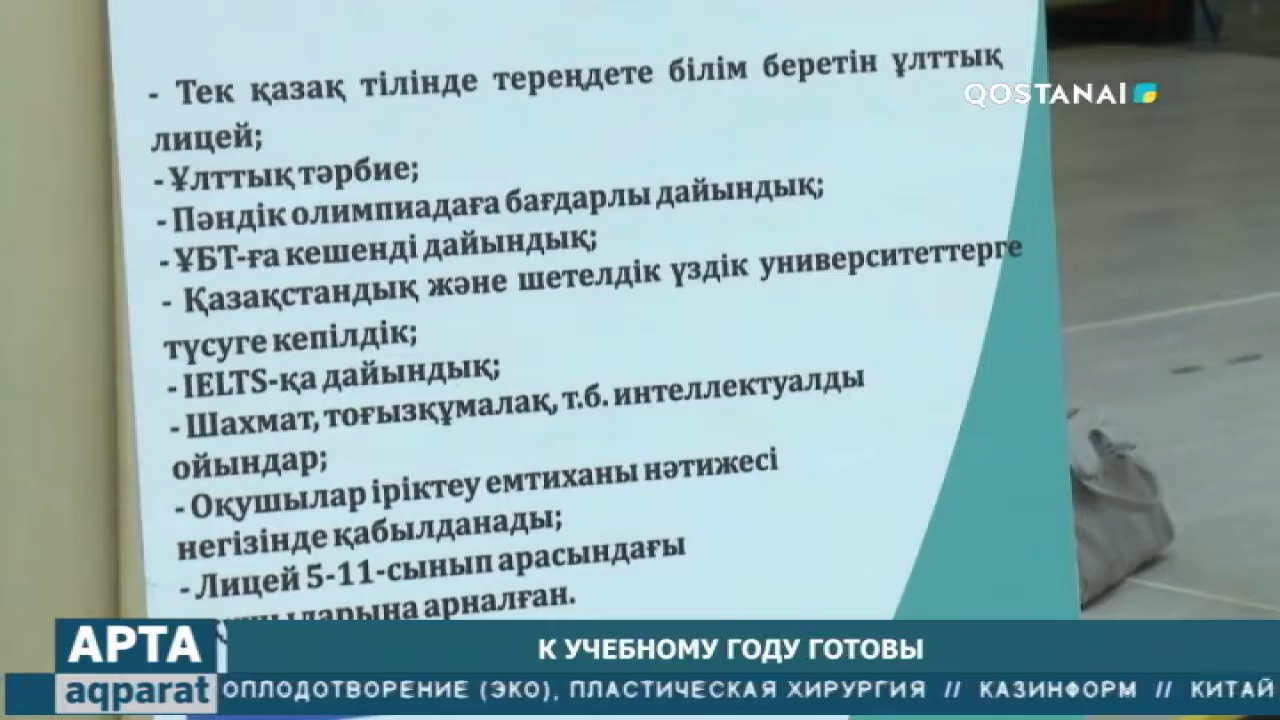 - Тек қазақ тілінде тереңдете білім беретін ұлттық
QOSTANAI
лицей;
- Ұлттық тәрбие;
- Пәндік олимпиадаға бағдарлы дайындық;
- ҰБТ-ға кешенді дайындық;
- Қазақстандық және шетелдік үздік университеттерге
түсуге кепілдік;
- IELTS-қа дайындық;
- Шахмат, тоғызқұмалақ, т.б. интеллектуалды
ойындар;
- Оқушылар іріктеу емтиханы нәтижесі
негізінде қабылданады;
- Лицей 5-11-сынып арасындағы
арналған.
АРТА
К УЧЕБНОМУ ГОДУ ГОТОВЫ
aqparat
ОПЛОДОТВОРЕНИЕ (ЭКО), ПЛАСТИЧЕСКАЯ ХИРУРГИЯ // КАЗИНФОРМ // КИТАЙ